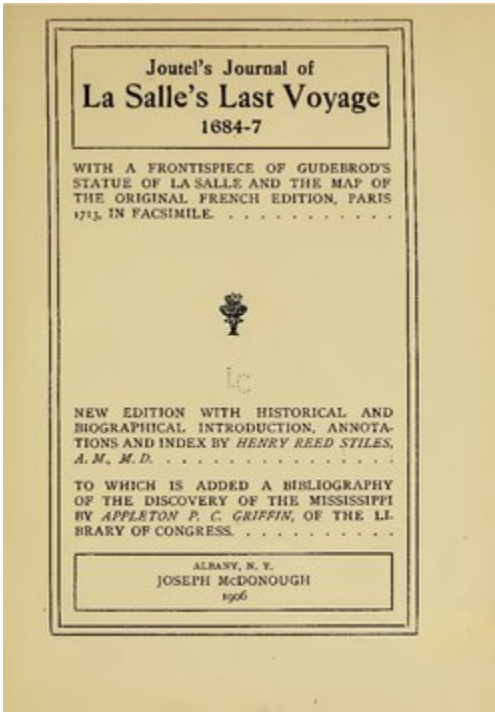 Joutel's Journal of
La Salle's Last Voyage
1684-7
WITH A FRONTISPIECE OF GUDEBROD'S
STATUE OF LA SALLE AND THE MAP OF
THE ORIGINAL FRENCH EDITION, PARIS
1713, IN FACSIMILE. . . . . . . . . . . . .
LC
NEW EDITION WITH HISTORICAL AND
BIOGRAPHICAL INTRODUCTION, ANNOTA-
TIONS AND INDEX BY HENRY REED STILES,
A. M., M. D. . . . . . . . . . . . . . . . .
TO WHICH IS ADDED A BIBLIOGRAPHY
OF THE DISCOVERY OF THE MISSISSIPPI
BY APPLETON P. C. GRIFFIN, OF THE LI-
BRARY OF CONGRESS. . . . . . . . . . .
ALBANY, N. Y.
JOSEPH McDONOUGH
1906